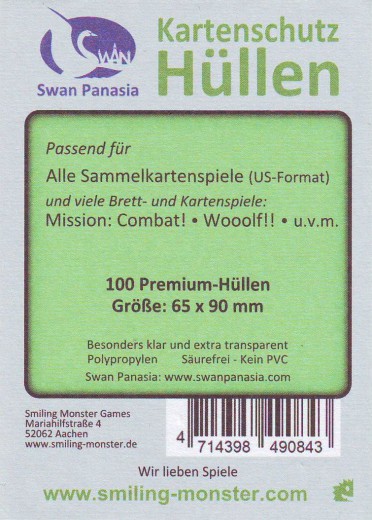 SWAN
Swan Panasia
Kartenschutz
Hüllen
Passend für
Alle Sammelkartenspiele (US-Format)
und viele Brett- und Kartenspiele:
Mission: Combat! • Wooolf!! • u.v.m.
100 Premium-Hüllen
Größe: 65 x 90 mm
Besonders klar und extra transparent
Polypropylen Säurefrei - Kein PVC
Swan Panasia: www.swanpanasia.com
Smiling Monster Games
Mariahilfstraße 4
52062 Aachen
www.smiling-monster.de
4 714398 490843
Wir lieben Spiele
www.smiling-monster.com